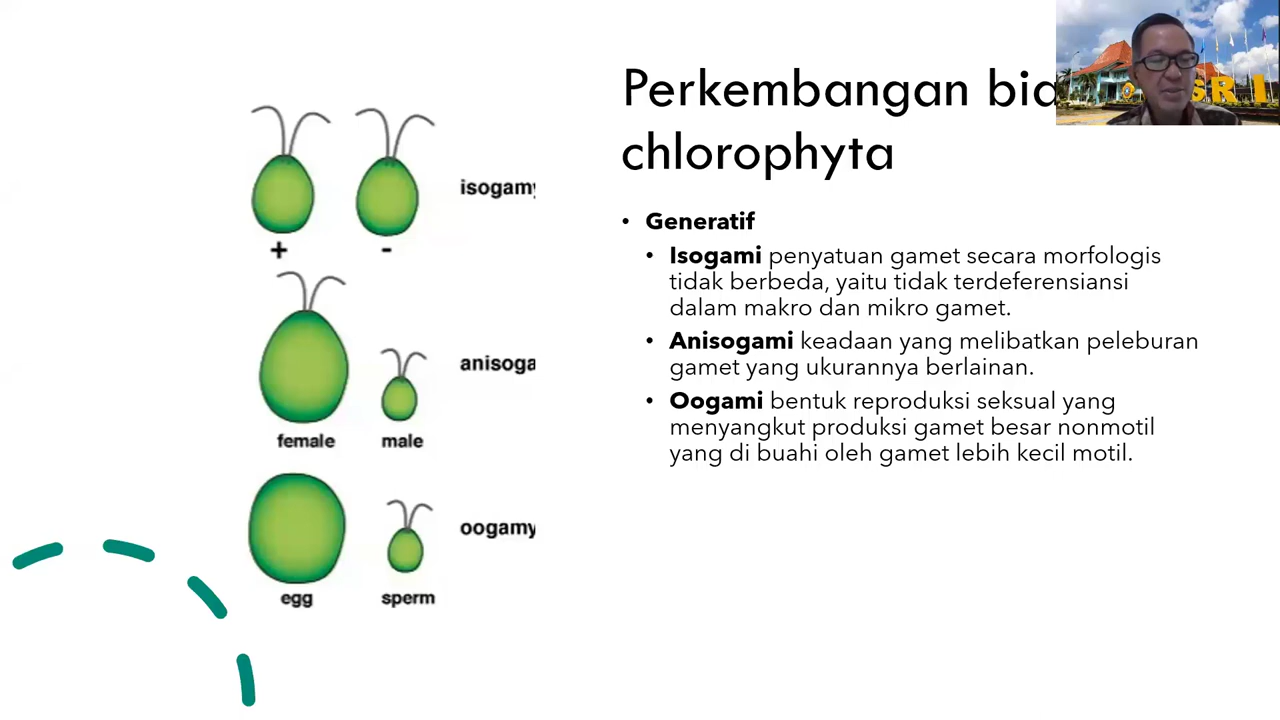 Perkembangan bia
chlorophyta
• Generatif
• Isogami penyatuan gamet secara morfologis
tidak berbeda, yaitu tidak terdeferensiansi
dalam makro dan mikro gamet.
• Anisogami keadaan yang melibatkan peleburan
gamet yang ukurannya berlainan.
• Oogami bentuk reproduksi seksual yang
menyangkut produksi gamet besar nonmotil
yang di buahi oleh gamet lebih kecil motil.
isogamy
+ -
anisoga
female male
oogamy
egg sperm
SRI